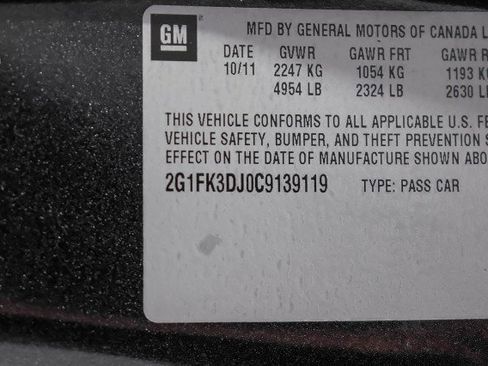 GM
MFD BY GENERAL MOTORS OF CANADA L
DATE GVWR GAWR FRT GAWR R
10/11 2247 KG 1054 KG 1193 KG
4954 LB 2324 LB 2630 LB
THIS VEHICLE CONFORMS TO ALL APPLICABLE U.S. FE
VEHICLE SAFETY, BUMPER, AND THEFT PREVENTION S
EFFECT ON THE DATE OF MANUFACTURE SHOWN ABO
2G1FK3DJ0C9139119 TYPE: PASS CAR